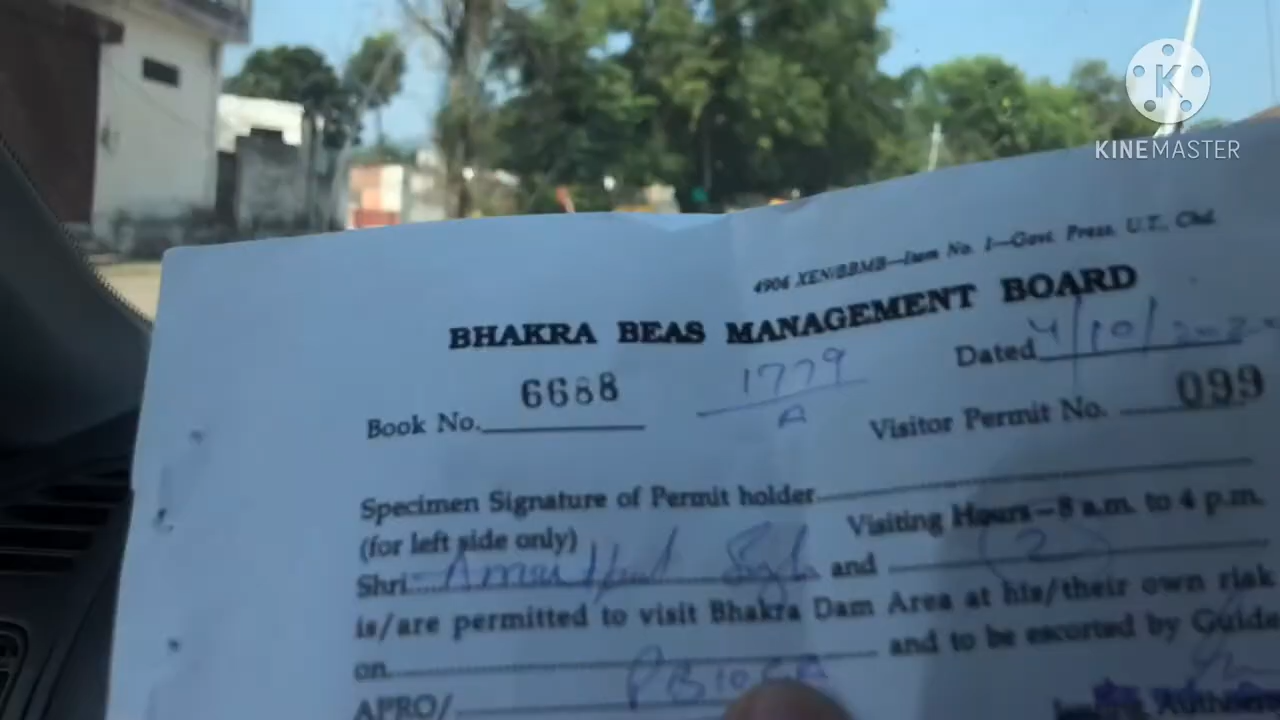 K
KINEMASTER
4906 XEN/BBMB—Item No. 1—Govt. Press, U.T., Chd.
BHAKRA BEAS MANAGEMENT BOARD
Dated 4/10/202
Book No. 6688
1779
A
Visitor Permit No. 099
Specimen Signature of Permit holder
(for left side only)
Visiting Hours—8 a.m. to 4 p.m.
Shri and (2)
is/are permitted to visit Bhakra Dam Area at his/their own risk
on and to be escorted by Guide
APRO/ PB10